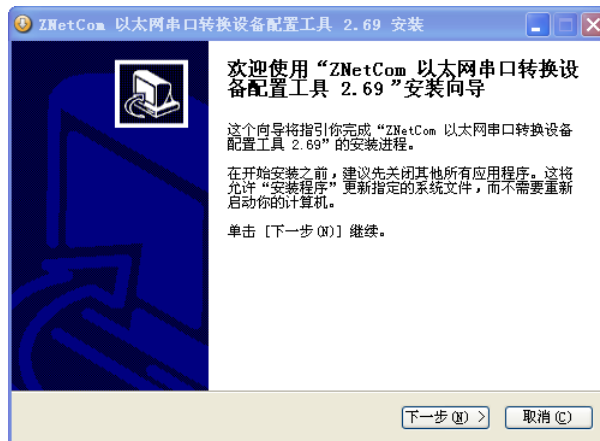 ZNetCom 以太网串口转换设备配置工具 2.69 安装
欢迎使用“ZNetCom 以太网串口转换设
备配置工具 2.69”安装向导
这个向导将指引你完成“ZNetCom 以太网串口转换设备
配置工具 2.69”的安装进程。
在开始安装之前，建议先关闭其他所有应用程序。这将
允许“安装程序”更新指定的系统文件，而不需要重新
启动你的计算机。
单击 [下一步(N)] 继续。
下一步(N) >
取消(C)